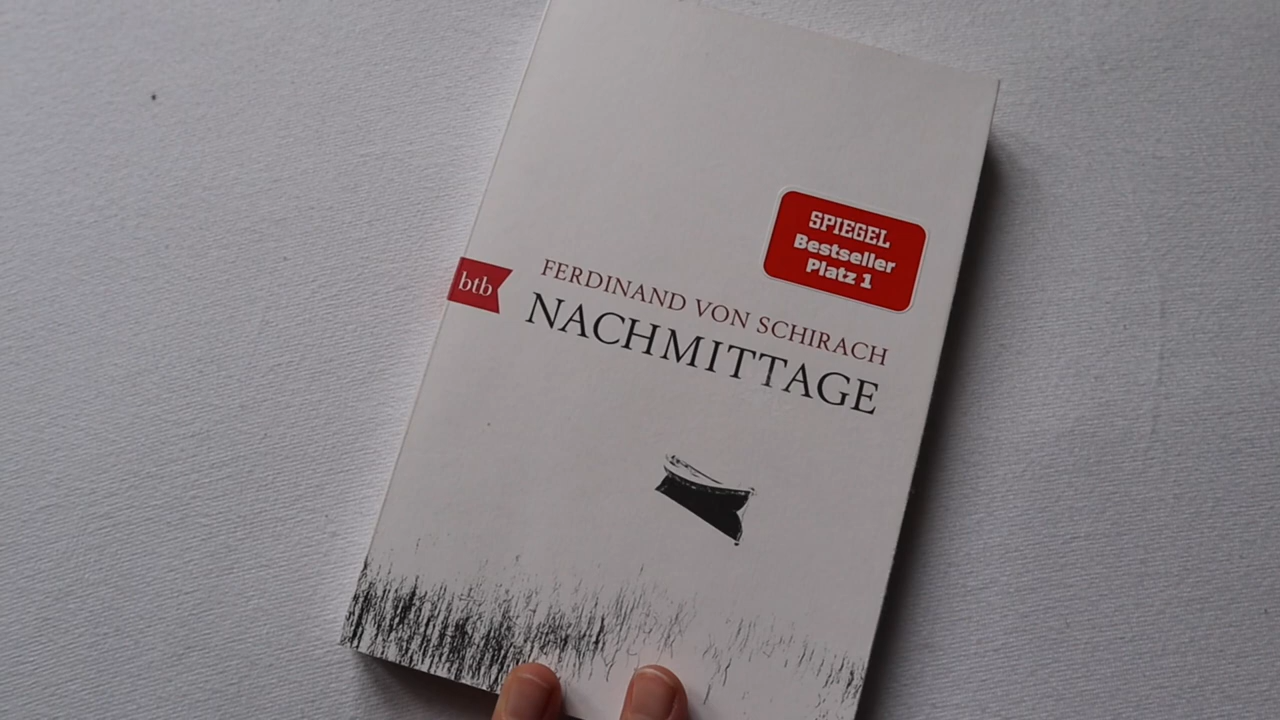 SPIEGEL
Bestseller
Platz 1
btb
FERDINAND VON SCHIRACH
NACHMITTAGE